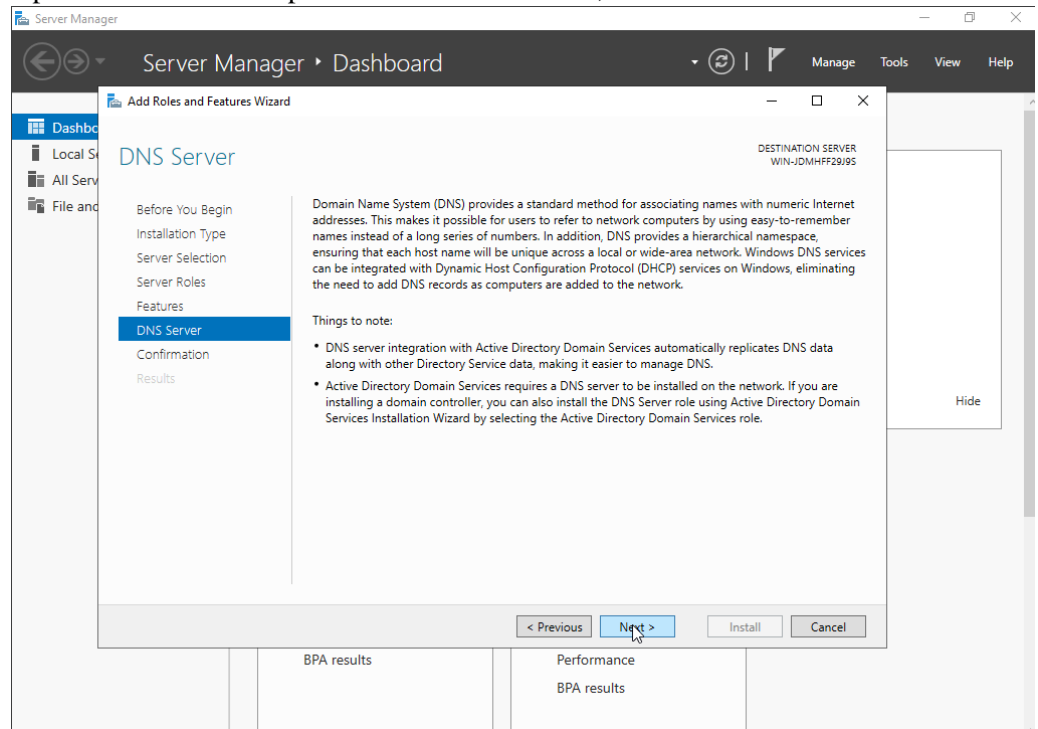 Server Manager
Server Manager • Dashboard
Manage Tools View Help
Add Roles and Features Wizard
Dashbo
Local Se
All Serv
File and
DNS Server
DESTINATION SERVER
WIN-JDMHFF29J9S
Before You Begin
Installation Type
Server Selection
Server Roles
Features
DNS Server
Confirmation
Results
Domain Name System (DNS) provides a standard method for associating names with numeric Internet
addresses. This makes it possible for users to refer to network computers by using easy-to-remember
names instead of a long series of numbers. In addition, DNS provides a hierarchical namespace,
ensuring that each host name will be unique across a local or wide-area network. Windows DNS services
can be integrated with Dynamic Host Configuration Protocol (DHCP) services on Windows, eliminating
the need to add DNS records as computers are added to the network.
Things to note:
• DNS server integration with Active Directory Domain Services automatically replicates DNS data
along with other Directory Service data, making it easier to manage DNS.
• Active Directory Domain Services requires a DNS server to be installed on the network. If you are
installing a domain controller, you can also install the DNS Server role using Active Directory Domain
Services Installation Wizard by selecting the Active Directory Domain Services role.
Hide
< Previous Next > Install Cancel
BPA results
Performance
BPA results